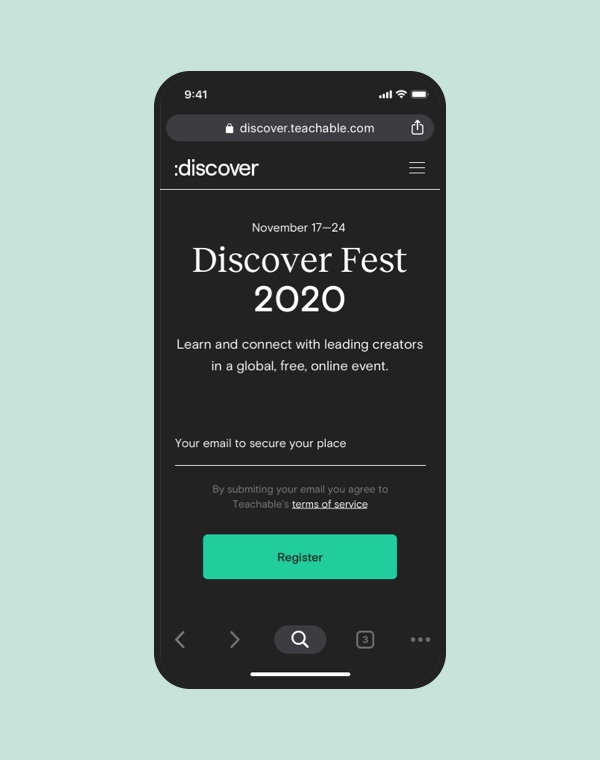 9:41
discover.teachable.com
:discover
November 17—24
Discover Fest
2020
Learn and connect with leading creators
in a global, free, online event.
Your email to secure your place
By submiting your email you agree to
Teachable's terms of service
Register
3